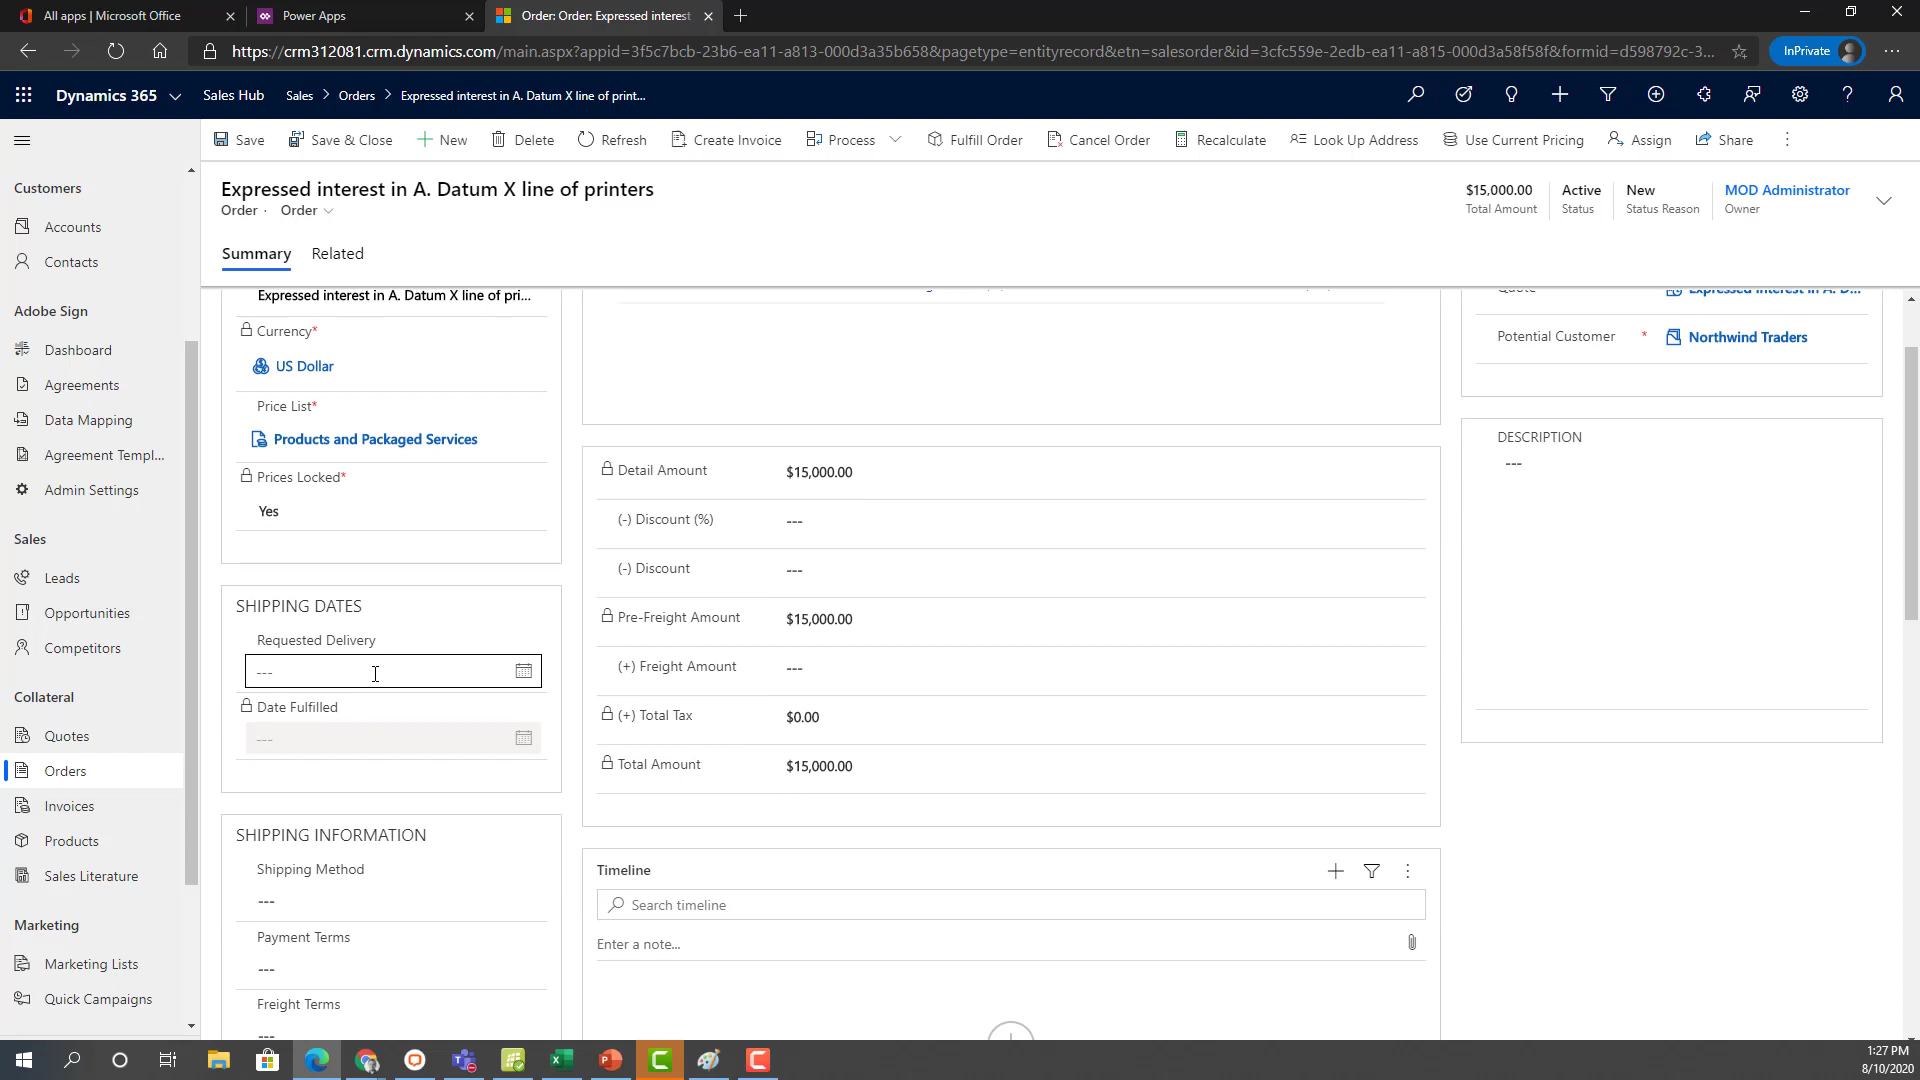 All apps | Microsoft Office
Power Apps
Order: Order: Expressed interest
https://crm312081.crm.dynamics.com/main.aspx?appid=3f5c7bcb-23b6-ea11-a813-000d3a35b658&pagetype=entityrecord&etn=salesorder&id=3cfc559e-2edb-ea11-a815-000d3a58f58f&formid=d598792c-3...
InPrivate
Dynamics 365
Sales Hub
Sales > Orders > Expressed interest in A. Datum X line of print...
Save
Save & Close
New
Delete
Refresh
Create Invoice
Process
Fulfill Order
Cancel Order
Recalculate
Look Up Address
Use Current Pricing
Assign
Share
Expressed interest in A. Datum X line of printers
Order · Order
$15,000.00
Total Amount
Active
Status
New
Status Reason
MOD Administrator
Owner
Summary
Related
Customers
Accounts
Contacts
Adobe Sign
Dashboard
Agreements
Data Mapping
Agreement Templ...
Admin Settings
Sales
Leads
Opportunities
Competitors
Collateral
Quotes
Orders
Invoices
Products
Sales Literature
Marketing
Marketing Lists
Quick Campaigns
Expressed interest in A. Datum X line of pri...
Currency*
US Dollar
Price List*
Products and Packaged Services
Prices Locked*
Yes
SHIPPING DATES
Requested Delivery
---
Date Fulfilled
---
SHIPPING INFORMATION
Shipping Method
---
Payment Terms
---
Freight Terms
---
Detail Amount $15,000.00
(-) Discount (%) ---
(-) Discount ---
Pre-Freight Amount $15,000.00
(+) Freight Amount ---
(+) Total Tax $0.00
Total Amount $15,000.00
Timeline
Search timeline
Enter a note...
Quote Expressed interest in A. D...
Potential Customer * Northwind Traders
DESCRIPTION
---
1:27 PM
8/10/2020